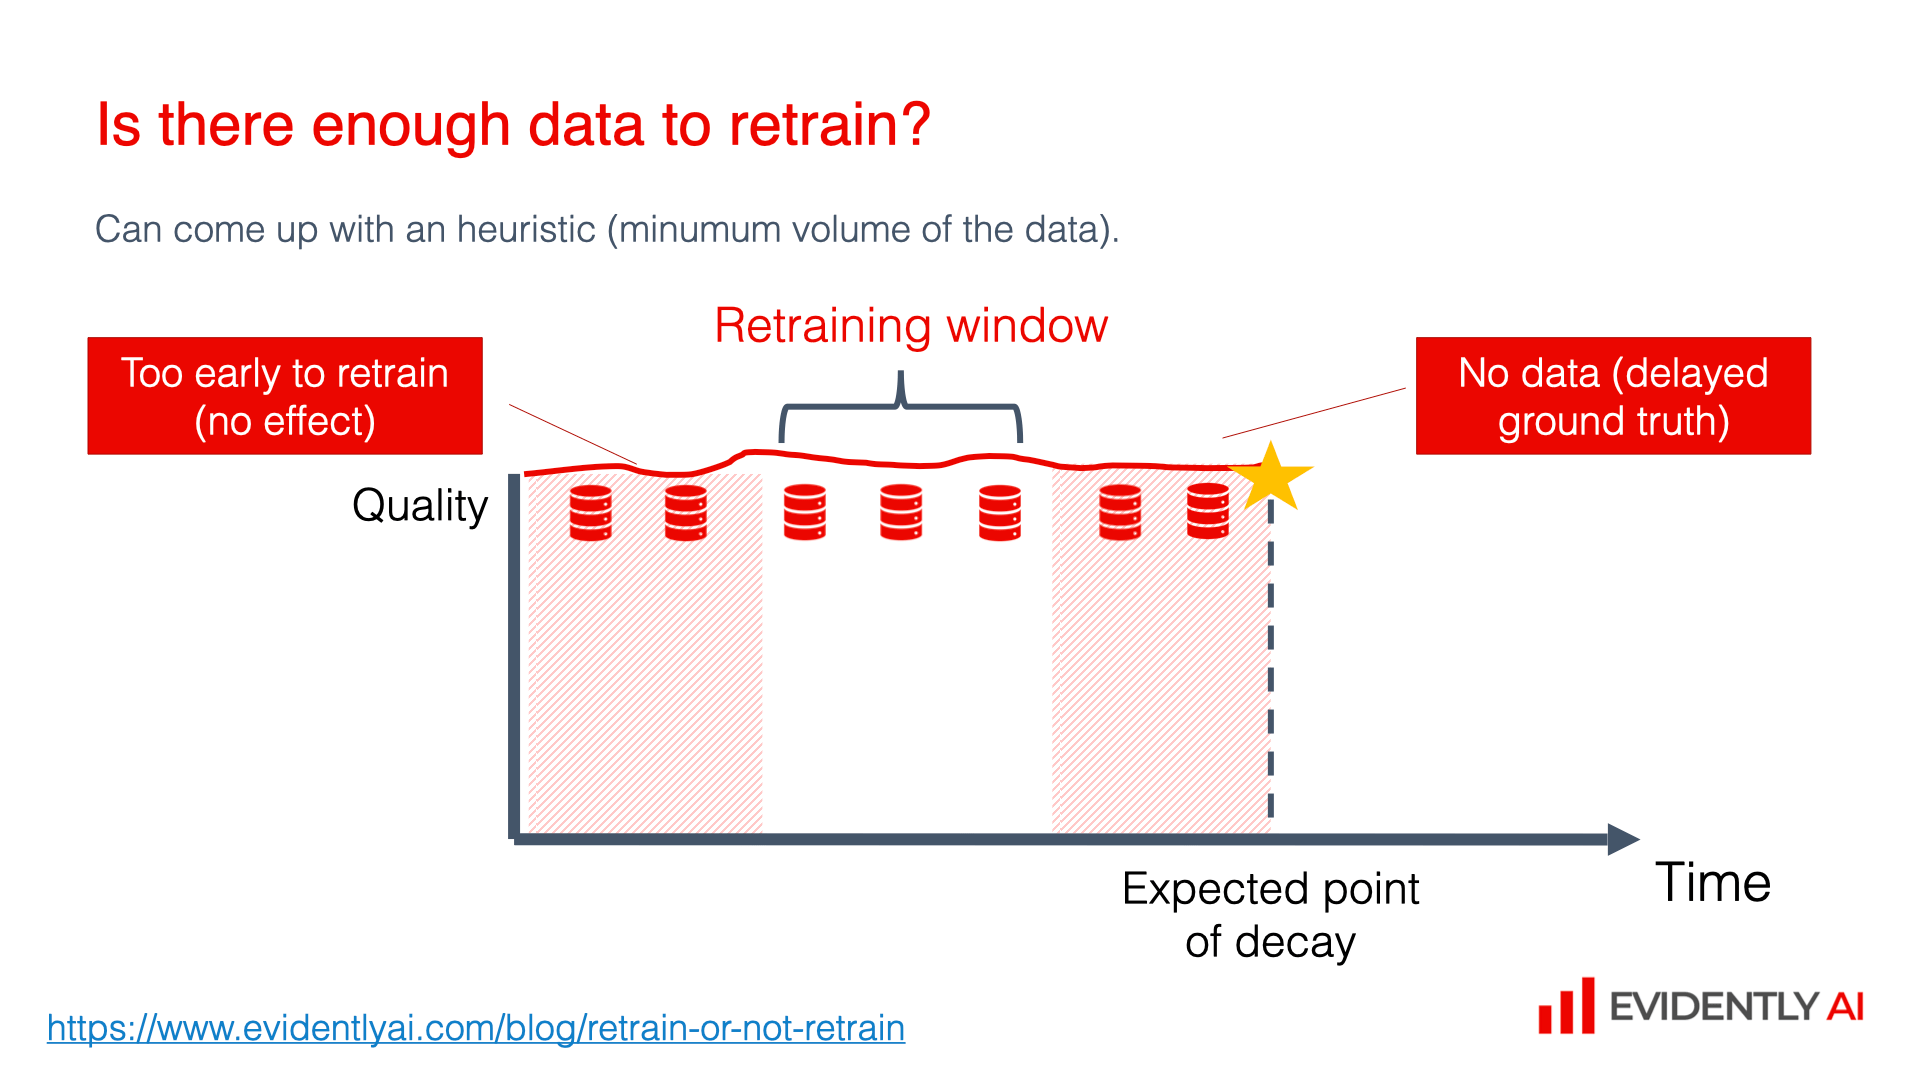 Is there enough data to retrain?
Can come up with an heuristic (minumum volume of the data).
Retraining window
Too early to retrain
(no effect)
No data (delayed
ground truth)
Quality
Expected point
of decay
Time
https://www.evidentlyai.com/blog/retrain-or-not-retrain
EVIDENTLY AI